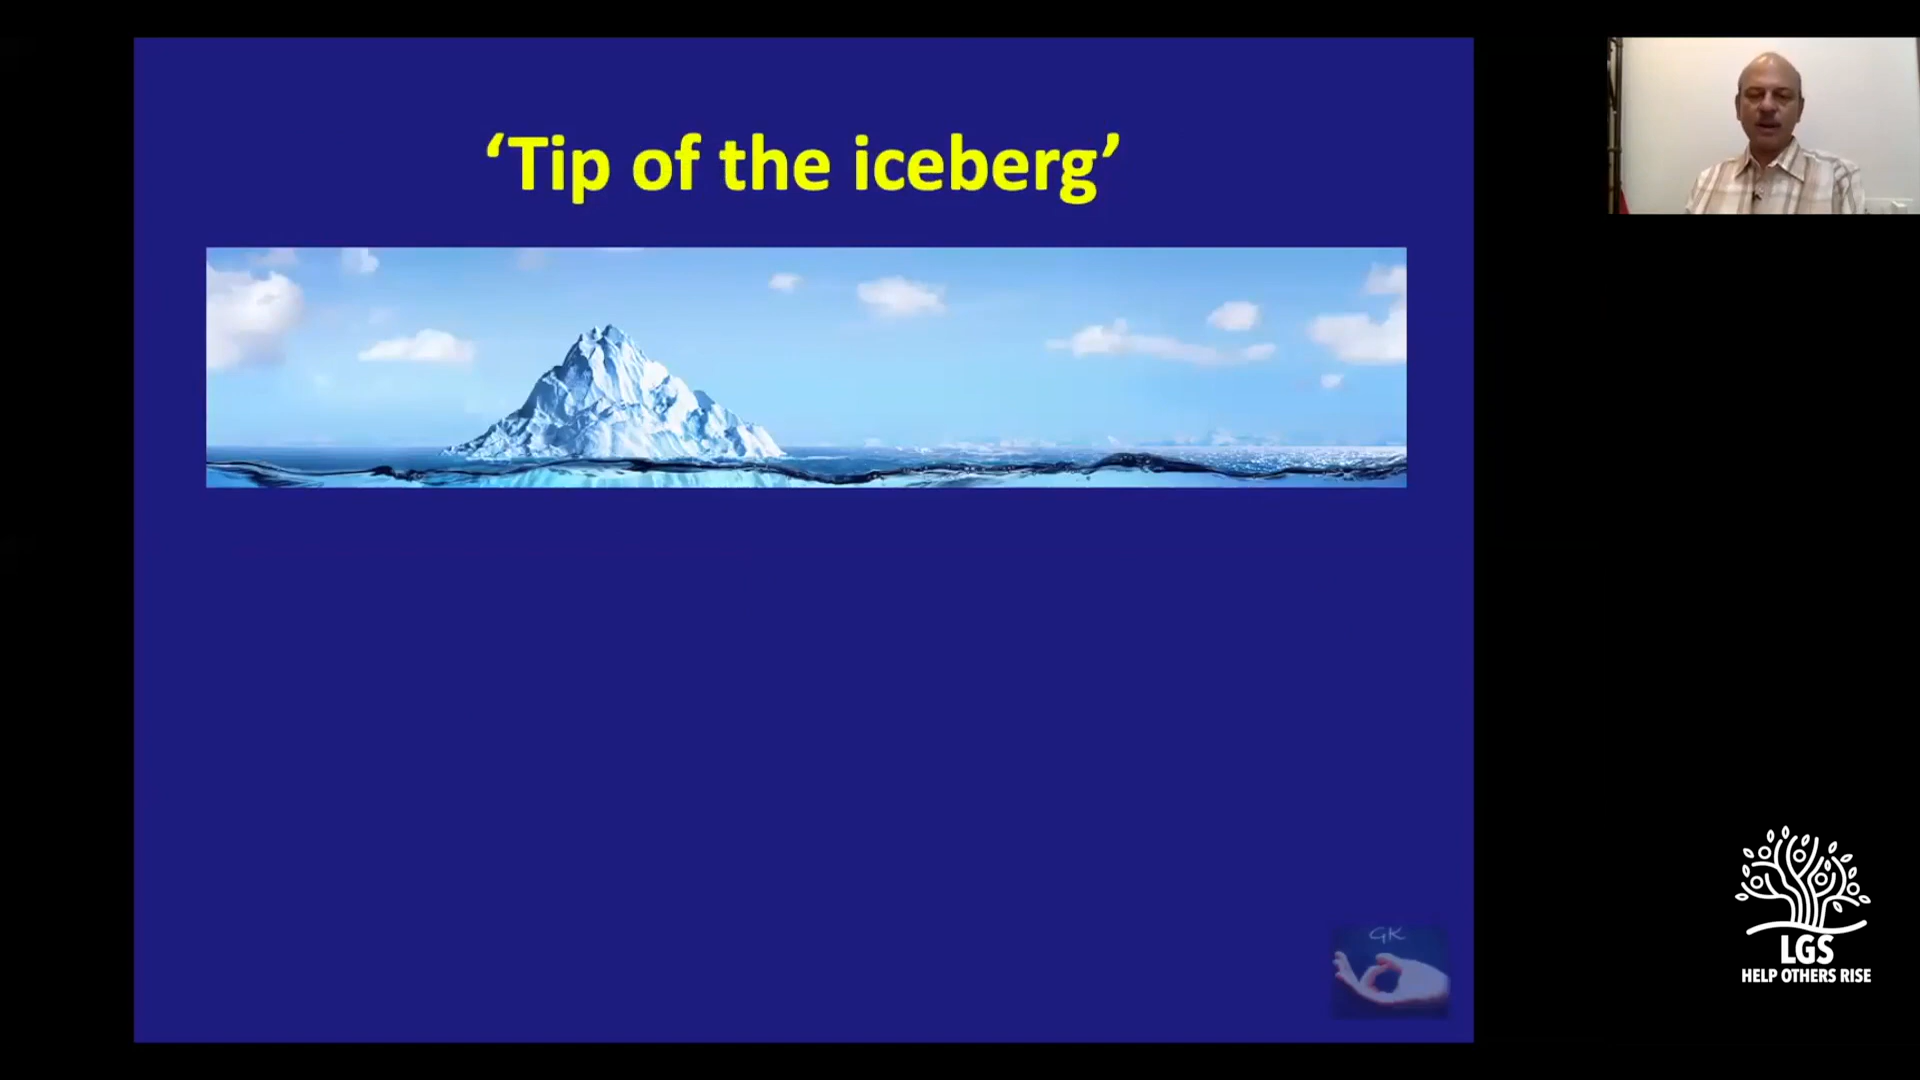 ‘Tip of the iceberg’
GK
LGS
HELP OTHERS RISE